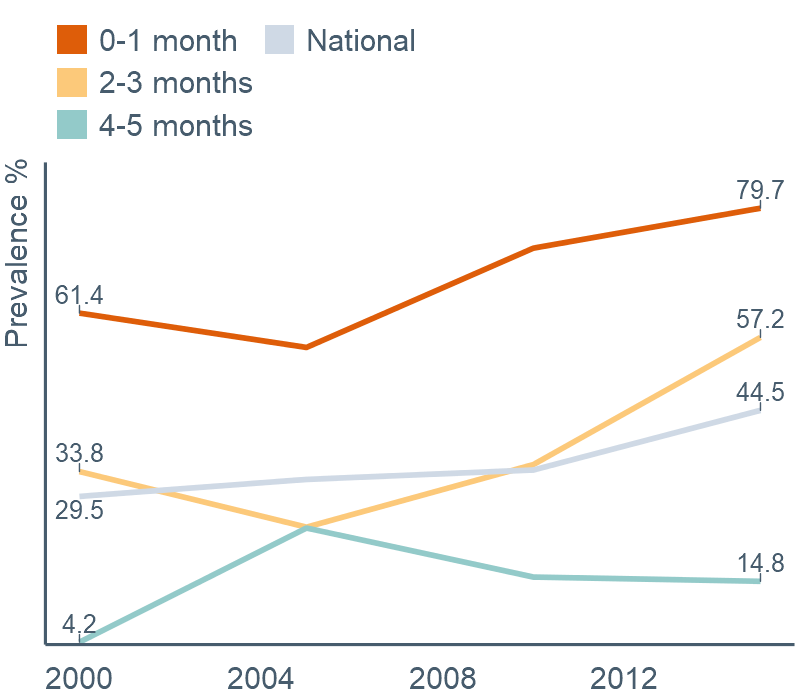 0-1 month
National
2-3 months
4-5 months
Prevalence %
79.7
61.4
57.2
44.5
33.8
29.5
14.8
4.2
2000 2004 2008 2012